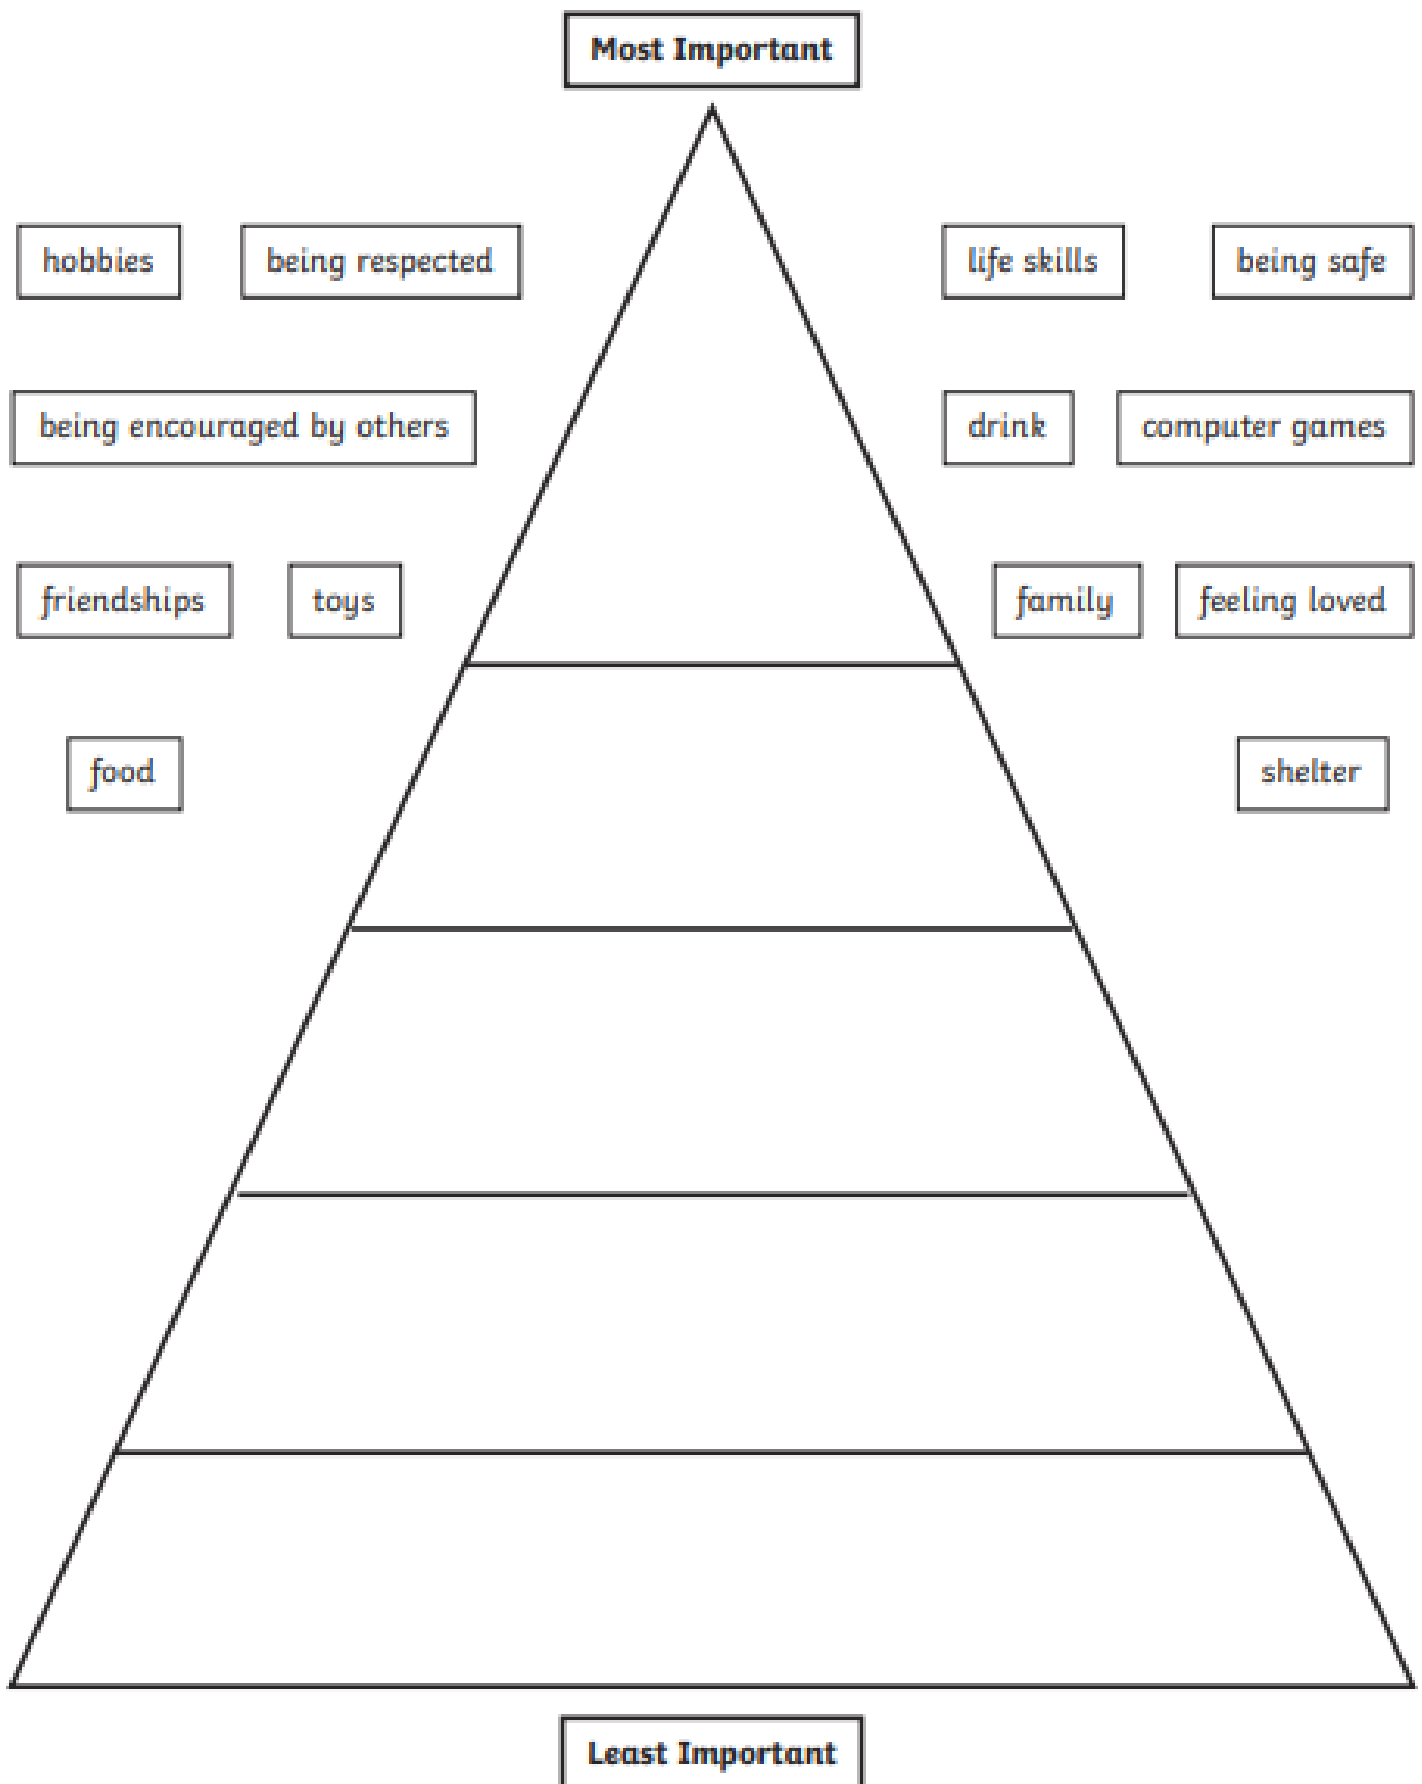 Most Important
hobbies being respected life skills being safe
being encouraged by others drink computer games
friendships toys family feeling loved
food shelter
Least Important